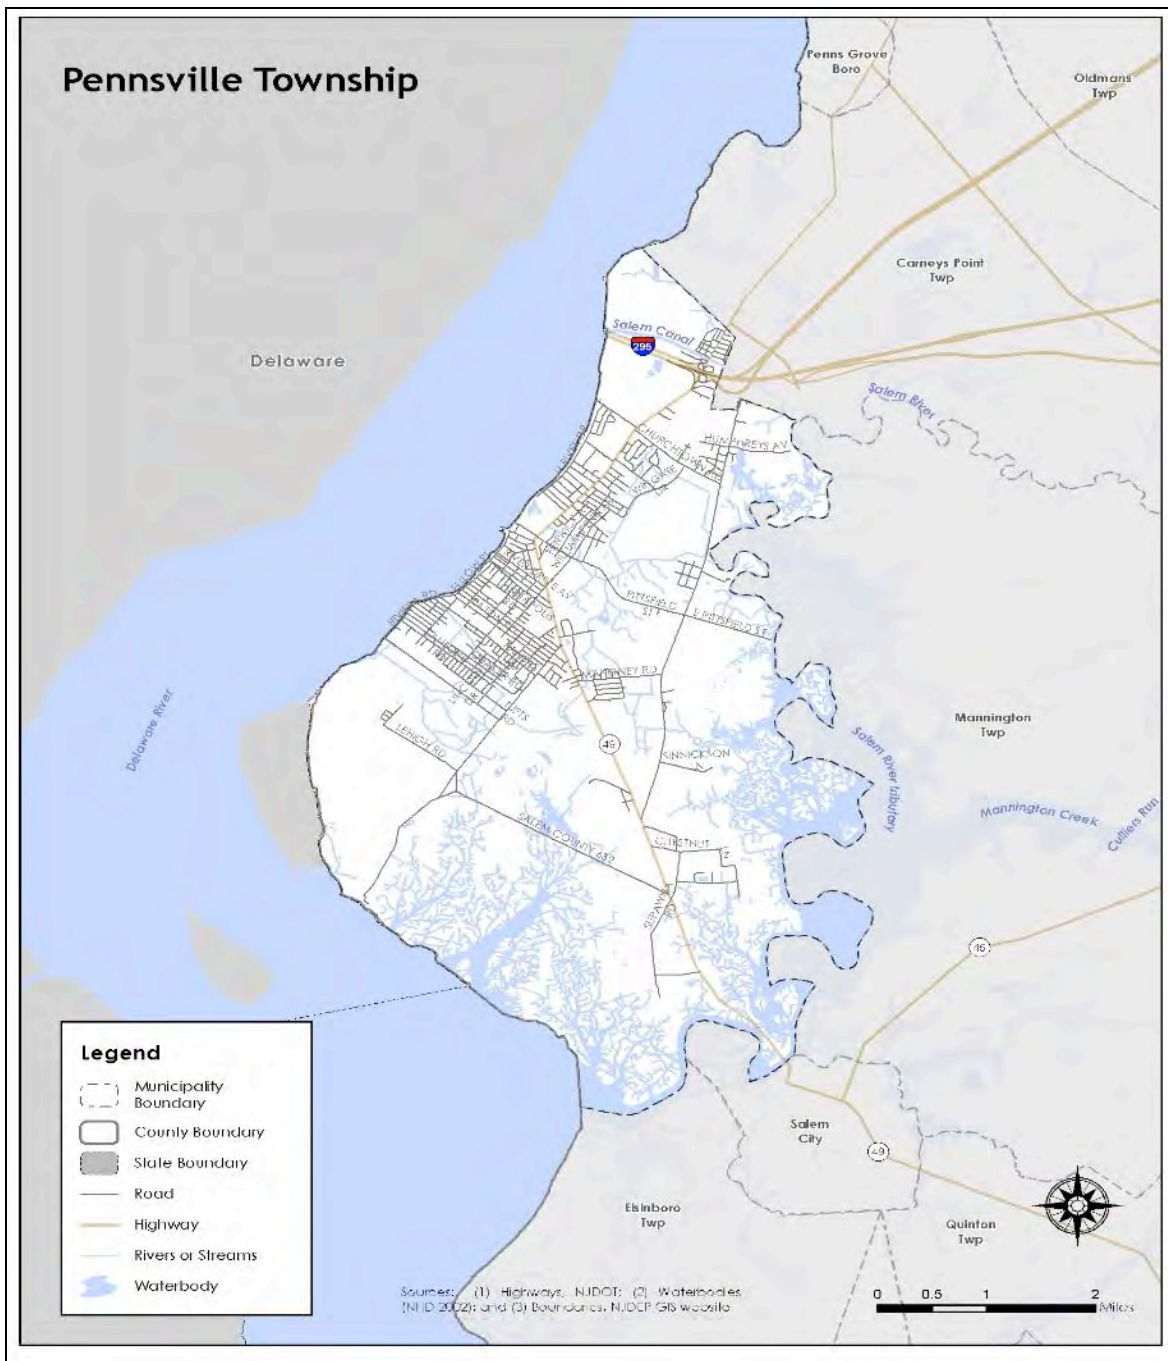 Pennsville Township
Penns Grove
Boro
Oldmans
Twp
Carneys Point
Twp
Salem Canal
295
Delaware
Salem River
HUMPHREYS AV
PITTSFIELD
ST
E PITTSFIELD ST
LEHIGH RD
49
Delaware River
Mannington
Twp
Salem River tributary
SINNICKSON
LN
Mannington Creek
Culliers Run
SALEM COUNTY 632
CHESTNUT
45
Legend
Municipality
Boundary
County Boundary
State Boundary
Road
Highway
Rivers or Streams
Waterbody
Salem
City
49
Elsinboro
Twp
Quinton
Twp
Sources: (1) Highways, NJDOT; (2) Waterbodies
(NHD 2002); and (3) Boundaries, NJDEP GIS website
0 0.5 1 2
Miles